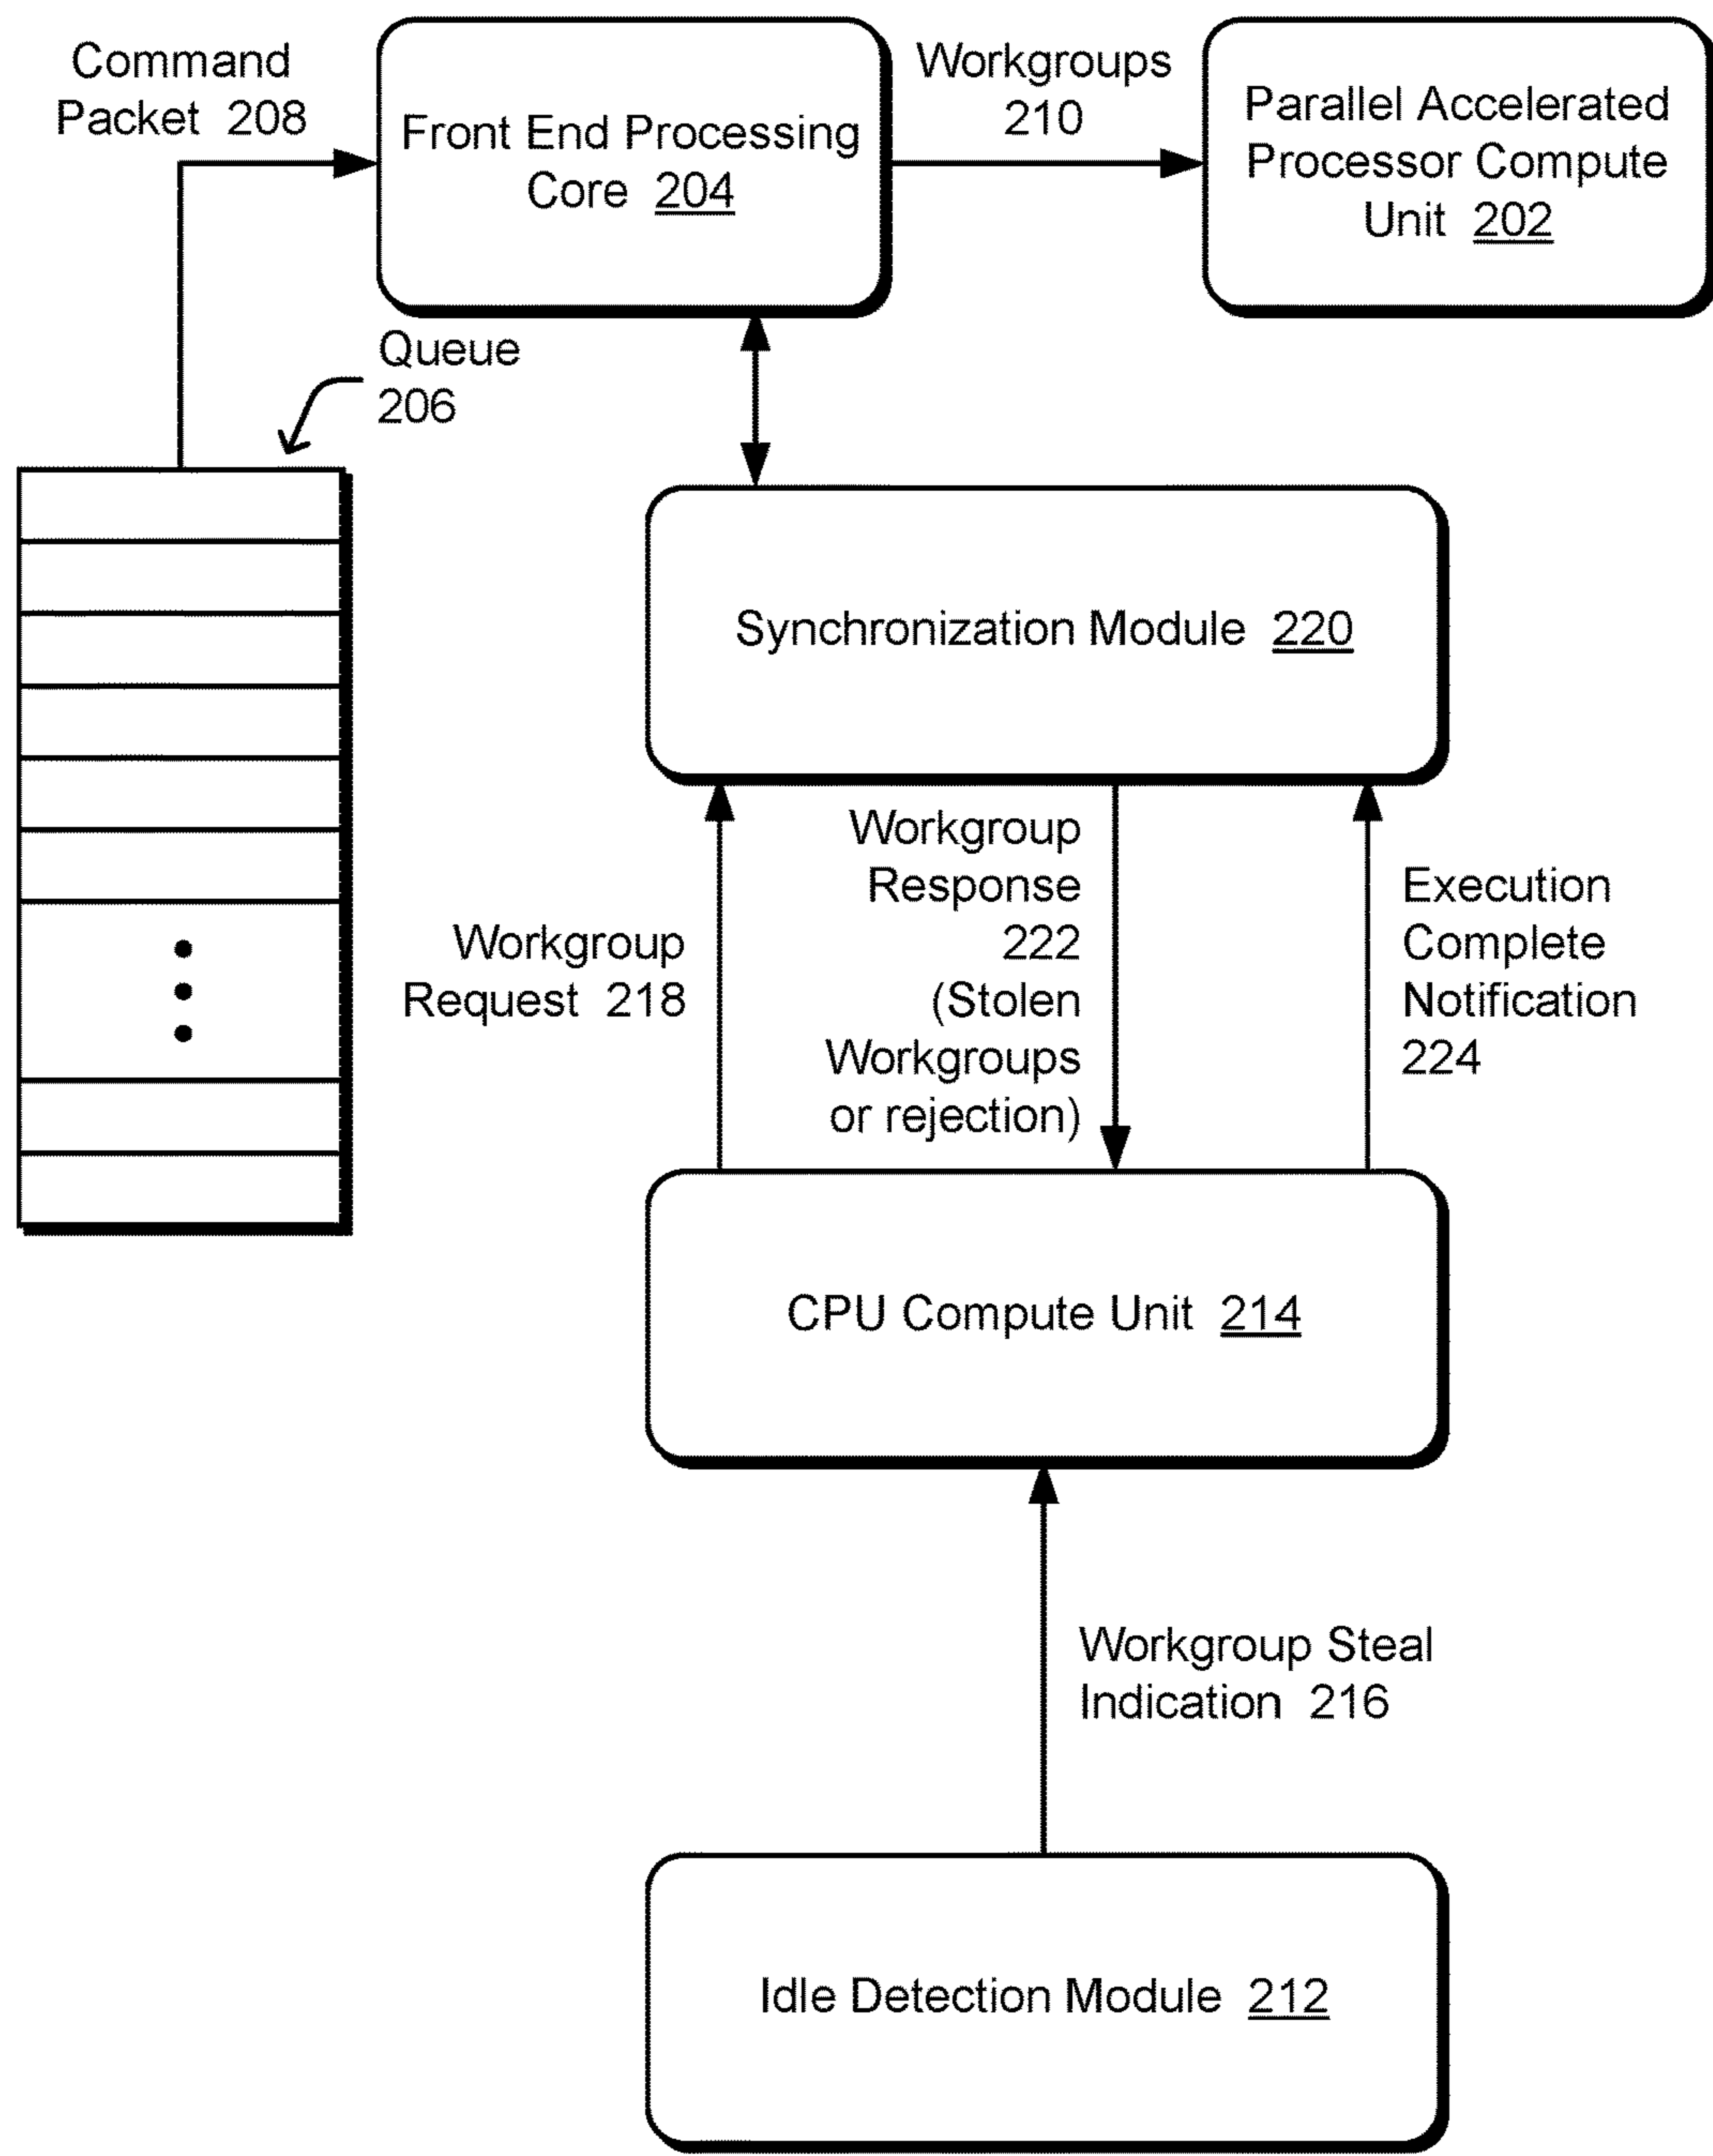 Command
Packet 208
Front End Processing
Core 204
Workgroups
210
Parallel Accelerated
Processor Compute
Unit 202
Queue
206
Synchronization Module 220
Workgroup
Request 218
Workgroup
Response
222
(Stolen
Workgroups
or rejection)
Execution
Complete
Notification
224
CPU Compute Unit 214
Workgroup Steal
Indication 216
Idle Detection Module 212